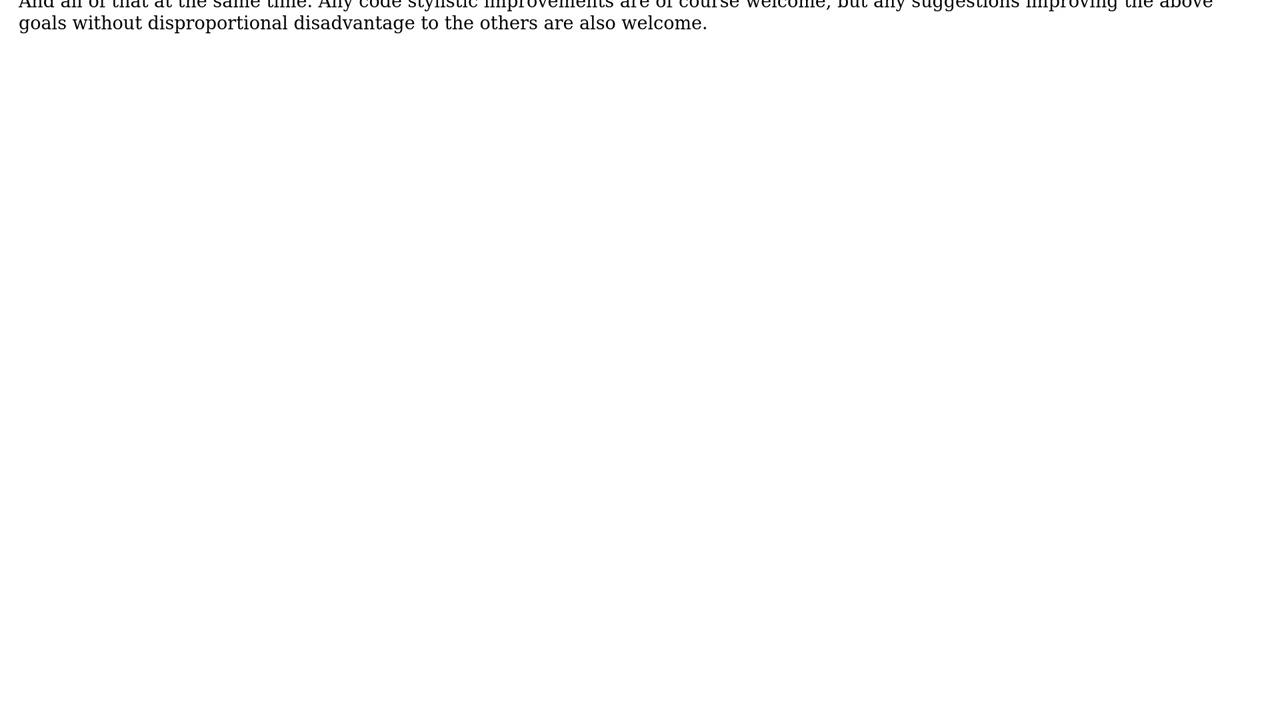 And all of that at the same time. Any code stylistic improvements are of course welcome, but any suggestions improving the above
goals without disproportional disadvantage to the others are also welcome.